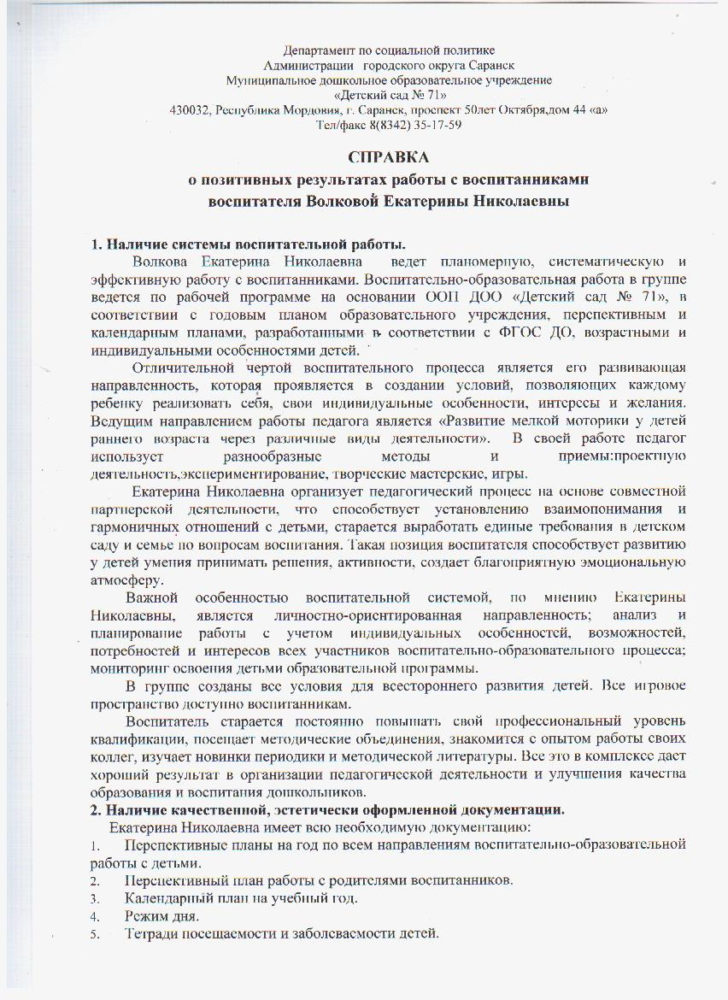 Департамент по социальной политике
Администрации городского округа Саранск
Муниципальное дошкольное образовательное учреждение
«Детский сад № 71»
430032, Республика Мордовия, г. Саранск, проспект 50лет Октября,дом 44 «а»
Тел/факс 8(8342) 35-17-59
СПРАВКА
о позитивных результатах работы с воспитанниками
воспитателя Волковой Екатерины Николаевны
1. Наличие системы воспитательной работы.
Волкова Екатерина Николаевна ведет планомерную, систематическую и
эффективную работу с воспитанниками. Воспитательно-образовательная работа в группе
ведется по рабочей программе на основании ООП ДОО «Детский сад № 71», в
соответствии с годовым планом образовательного учреждения, перспективным и
календарным планами, разработанными в соответствии с ФГОС ДО, возрастными и
индивидуальными особенностями детей.
Отличительной чертой воспитательного процесса является его развивающая
направленность, которая проявляется в создании условий, позволяющих каждому
ребенку реализовать себя, свои индивидуальные особенности, интересы и желания.
Ведущим направлением работы педагога является «Развитие мелкой моторики у детей
раннего возраста через различные виды деятельности». В своей работе педагог
использует разнообразные методы и приемы:проектную
деятельность,экспериментирование, творческие мастерские, игры.
Екатерина Николаевна организует педагогический процесс на основе совместной
партнерской деятельности, что способствует установлению взаимопонимания и
гармоничных отношений с детьми, старается выработать единые требования в детском
саду и семье по вопросам воспитания. Такая позиция воспитателя способствует развитию
у детей умения принимать решения, активности, создает благоприятную эмоциональную
атмосферу.
Важной особенностью воспитательной системой, по мнению Екатерины
Николаевны, является личностно-ориентированная направленность; анализ и
планирование работы с учетом индивидуальных особенностей, возможностей,
потребностей и интересов всех участников воспитательно-образовательного процесса;
мониторинг освоения детьми образовательной программы.
В группе созданы все условия для всестороннего развития детей. Все игровое
пространство доступно воспитанникам.
Воспитатель старается постоянно повышать свой профессиональный уровень
квалификации, посещает методические объединения, знакомится с опытом работы своих
коллег, изучает новинки периодики и методической литературы. Все это в комплексе дает
хороший результат в организации педагогической деятельности и улучшения качества
образования и воспитания дошкольников.
2. Наличие качественной, эстетически оформленной документации.
Екатерина Николаевна имеет всю необходимую документацию:
1. Перспективные планы на год по всем направлениям воспитательно-образовательной
работы с детьми.
2. Перспективный план работы с родителями воспитанников.
3. Календарный план на учебный год.
4. Режим дня.
5. Тетради посещаемости и заболеваемости детей.